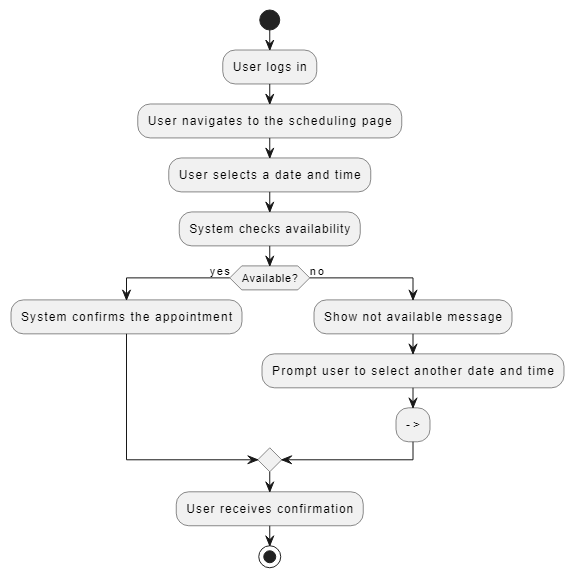 User logs in
User navigates to the scheduling page
User selects a date and time
System checks availability
yes
Available?
no
System confirms the appointment
Show not available message
Prompt user to select another date and time
->
User receives confirmation